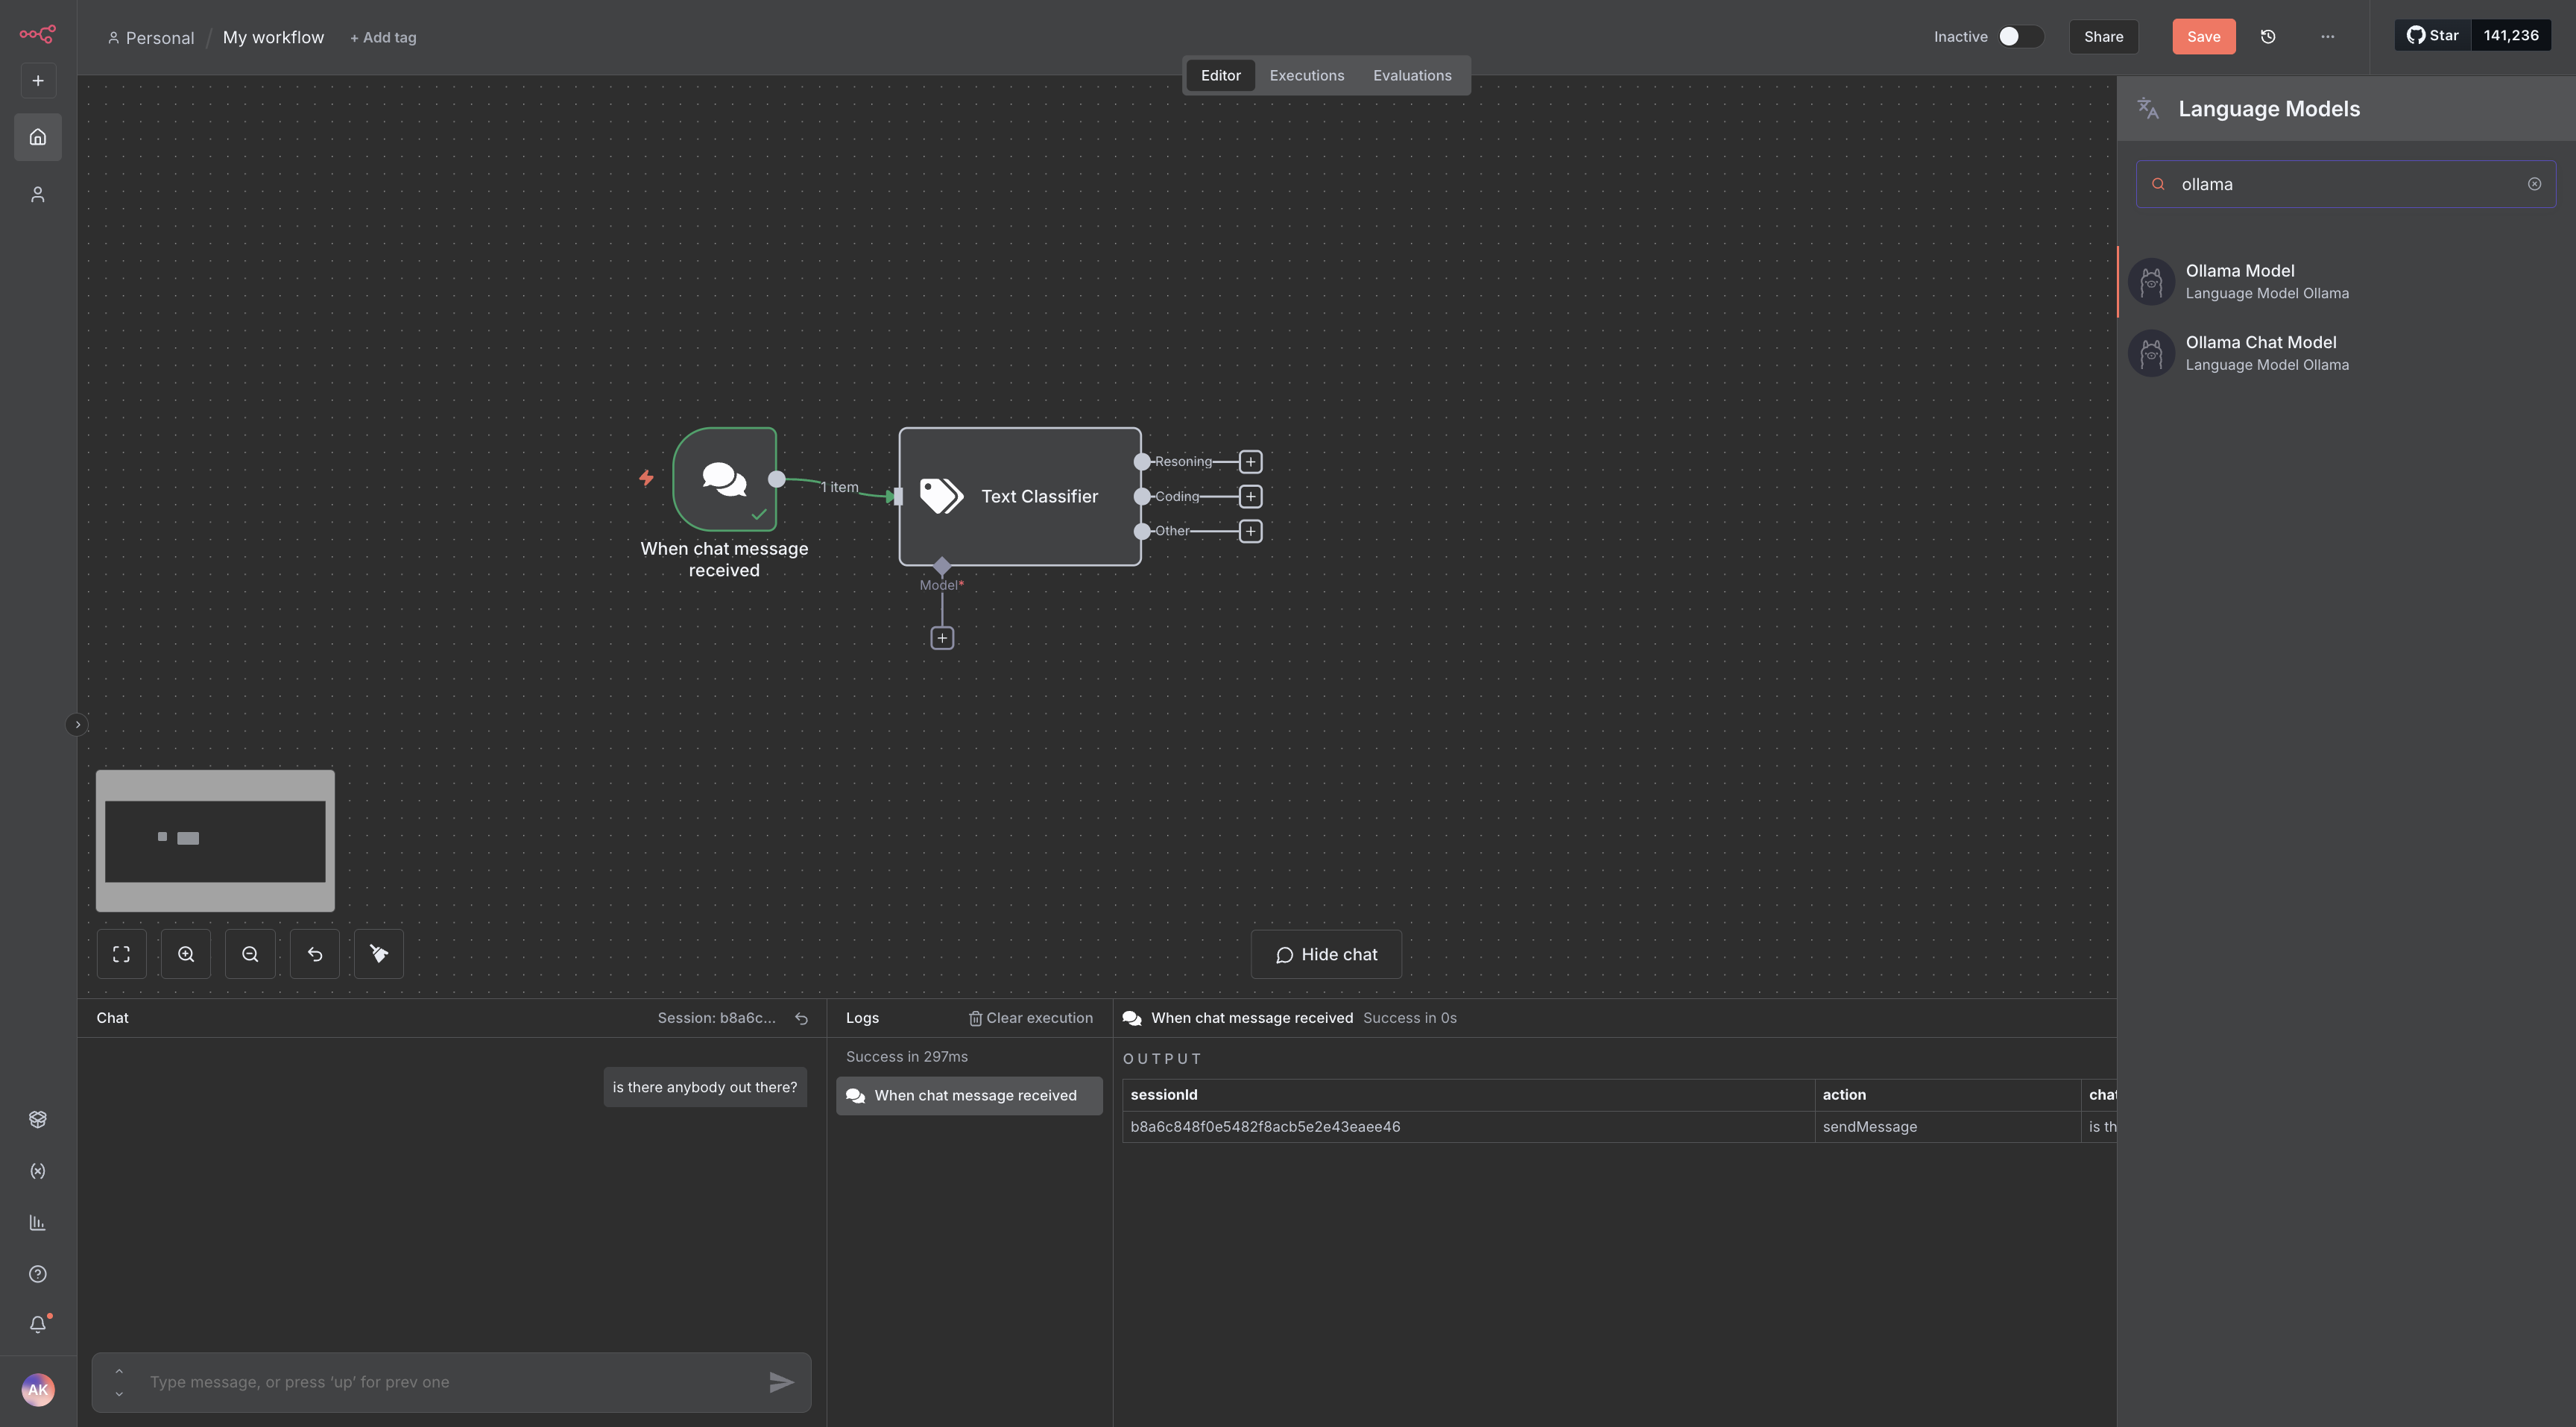 Personal / My workflow + Add tag
Inactive
Share
Save
Star 141,236
Editor Executions Evaluations
Language Models
ollama
Ollama Model
Language Model Ollama
Ollama Chat Model
Language Model Ollama
1 item
Text Classifier
Resoning
Coding
Other
When chat message
received
Model*
Hide chat
Chat
Session: b8a6c...
is there anybody out there?
Type message, or press ‘up’ for prev one
Logs
Clear execution
Success in 297ms
When chat message received
When chat message received Success in 0s
OUTPUT
sessionId action chat
b8a6c848f0e5482f8acb5e2e43eaee46 sendMessage is th
AK